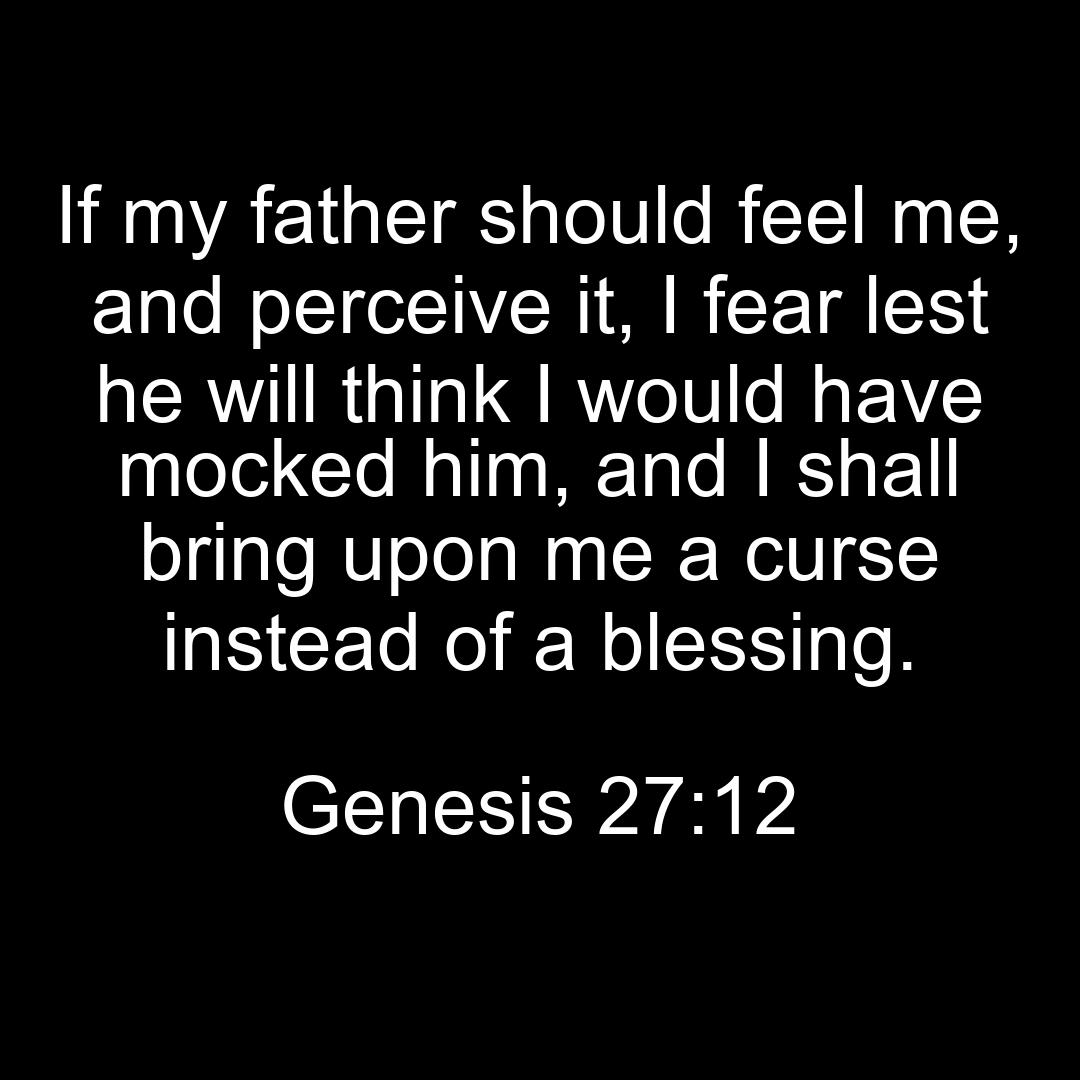 If my father should feel me,
and perceive it, I fear lest
he will think I would have
mocked him, and I shall
bring upon me a curse
instead of a blessing.
Genesis 27:12